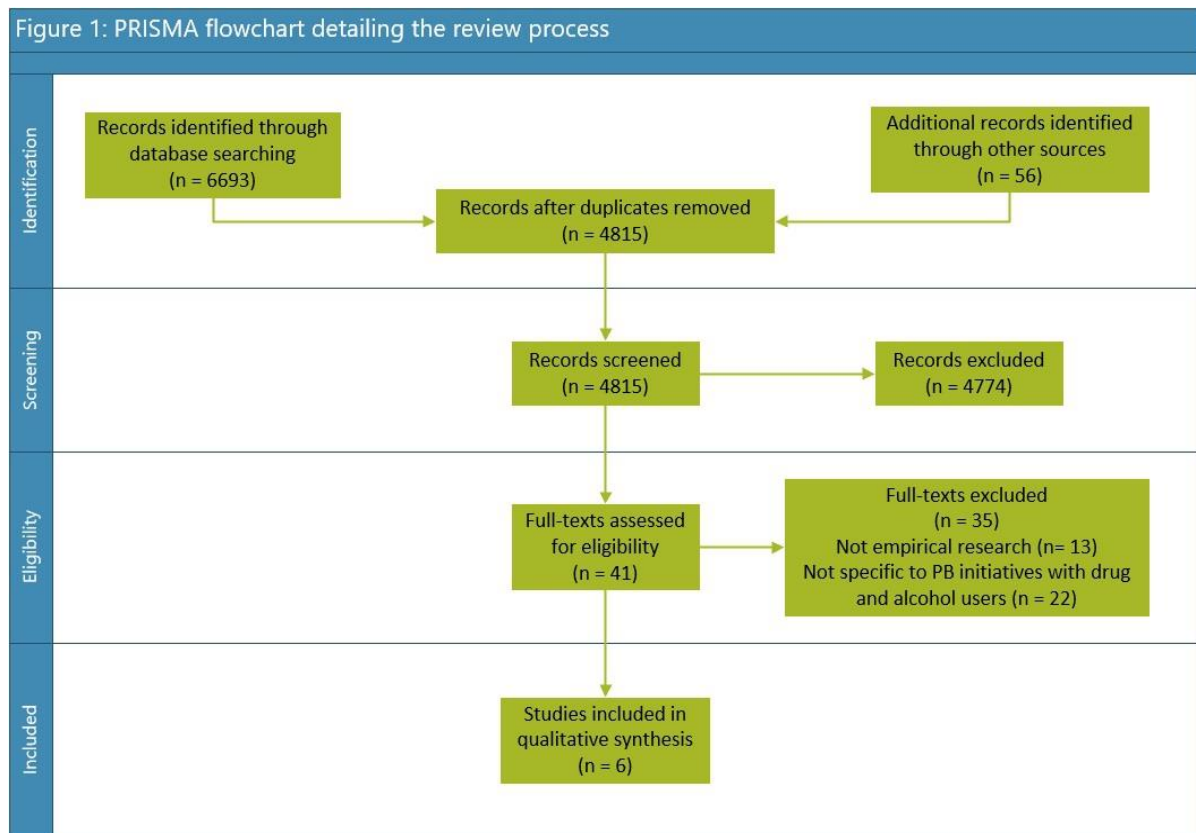 Figure 1: PRISMA flowchart detailing the review process
Identification
Records identified through
database searching
(n = 6693)
Additional records identified
through other sources
(n = 56)
Records after duplicates removed
(n = 4815)
Screening
Records screened
(n = 4815)
Records excluded
(n = 4774)
Eligibility
Full-texts assessed
for eligibility
(n = 41)
Full-texts excluded
(n = 35)
Not empirical research (n= 13)
Not specific to PB initiatives with drug
and alcohol users (n = 22)
Included
Studies included in
qualitative synthesis
(n = 6)